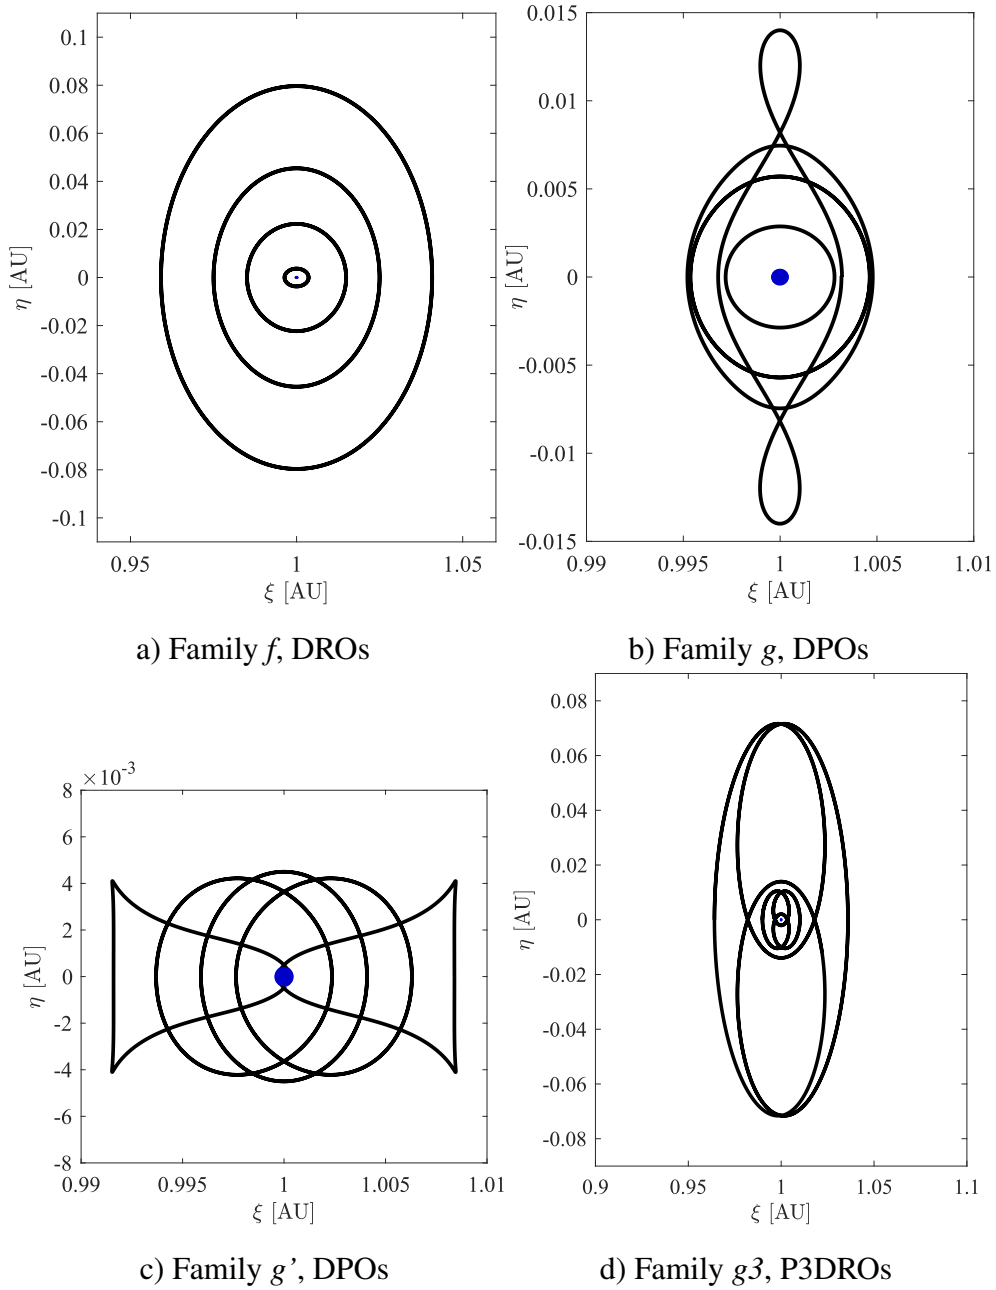 0.1
0.08
0.06
0.04
0.02
0
-0.02
-0.04
-0.06
-0.08
-0.1
η [AU]
0.95 1 1.05
ξ [AU]
a) Family f, DROs
0.015
0.01
0.005
0
-0.005
-0.01
-0.015
η [AU]
0.99 0.995 1 1.005 1.01
ξ [AU]
b) Family g, DPOs
×10⁻³
8
6
4
2
0
-2
-4
-6
-8
η [AU]
0.99 0.995 1 1.005 1.01
ξ [AU]
c) Family g’, DPOs
0.08
0.06
0.04
0.02
0
-0.02
-0.04
-0.06
-0.08
η [AU]
0.9 0.95 1 1.05 1.1
ξ [AU]
d) Family g3, P3DROs